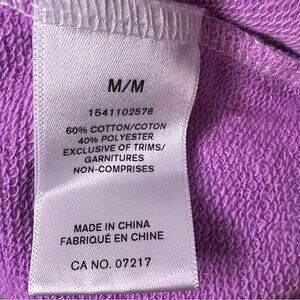 M/M
1541102576
60% COTTON/COTON
40% POLYESTER
EXCLUSIVE OF TRIMS/
GARNITURES
NON-COMPRISES
MADE IN CHINA
FABRIQUÉ EN CHINE
CA NO. 07217